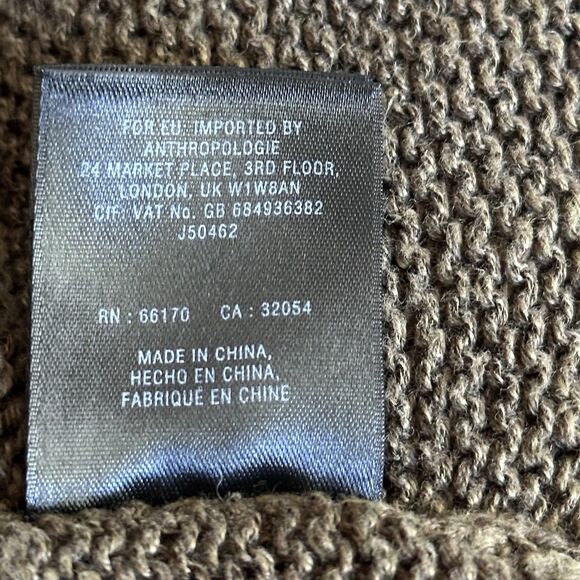 FOR EU: IMPORTED BY
ANTHROPOLOGIE
24 MARKET PLACE, 3RD FLOOR,
LONDON, UK W1W8AN
CIF: VAT No. GB 684936382
J50462
RN : 66170 CA : 32054
MADE IN CHINA,
HECHO EN CHINA,
FABRIQUÉ EN CHINE